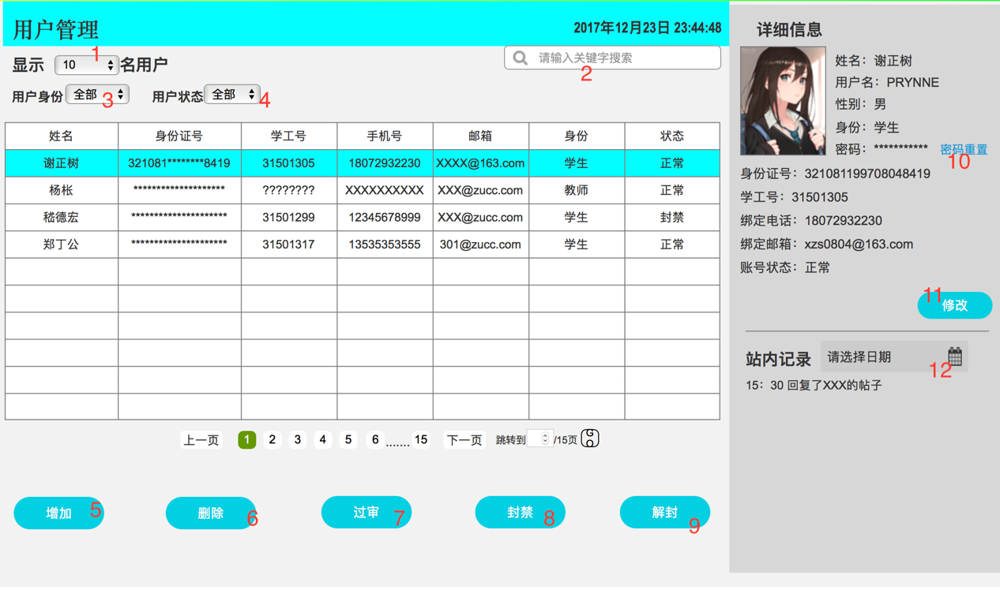 用户管理
2017年12月23日 23:44:48
1
显示 10 名用户
请输入关键字搜索
2
用户身份 全部 3 用户状态 全部 4
姓名 身份证号 学工号 手机号 邮箱 身份 状态
谢正树 321081********8419 31501305 18072932230 XXXX@163.com 学生 正常
杨枨 ******************** ???????? XXXXXXXXXX XXX@zucc.com 教师 正常
嵇德宏 ********************* 31501299 12345678999 XXX@zucc.com 学生 封禁
郑丁公 ********************* 31501317 13535353555 301@zucc.com 学生 正常
上一页 1 2 3 4 5 6 ....... 15 下一页 跳转到 /15页 GO
增加 5 删除 6 过审 7 封禁 8 解封 9
详细信息
姓名：谢正树
用户名：PRYNNE
性别：男
身份：学生
密码：*********** 密码重置
10
身份证号：321081199708048419
学工号：31501305
绑定电话：18072932230
绑定邮箱：xzs0804@163.com
账号状态：正常
11 修改
站内记录 请选择日期
12
15：30 回复了XXX的帖子